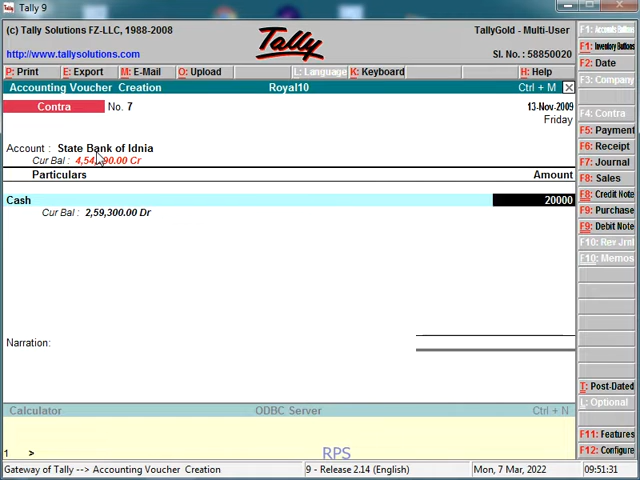 Tally 9
(c) Tally Solutions FZ-LLC, 1988-2008
http://www.tallysolutions.com/
Tally
TallyGold - Multi-User
Sl. No. : 58850020
P: Print
E: Export
M: E-Mail
O: Upload
L: Language
K: Keyboard
H: Help
Accounting Voucher Creation
Royal10
Ctrl + M
Contra
No. 7
13-Nov-2009
Friday
Account : State Bank of Idnia
Cur Bal :
Cr
Particulars
Amount
Cash
20000
Cur Bal : 2,59,300.00 Dr
Narration:
Calculator
ODBC Server
Ctrl + N
1 >
RPS
Gateway of Tally --> Accounting Voucher Creation
9 - Release 2.14 (English)
Mon, 7 Mar, 2022
09:51:31
F1: Accounts Buttons
F1: Inventory Buttons
F2: Date
F3: Company
F4: Contra
F5: Payment
F6: Receipt
F7: Journal
F8: Sales
F8: Credit Note
F9: Purchase
F9: Debit Note
F10: Rev Jrnl
F10: Memos
T: Post-Dated
L: Optional
F11: Features
F12: Configure